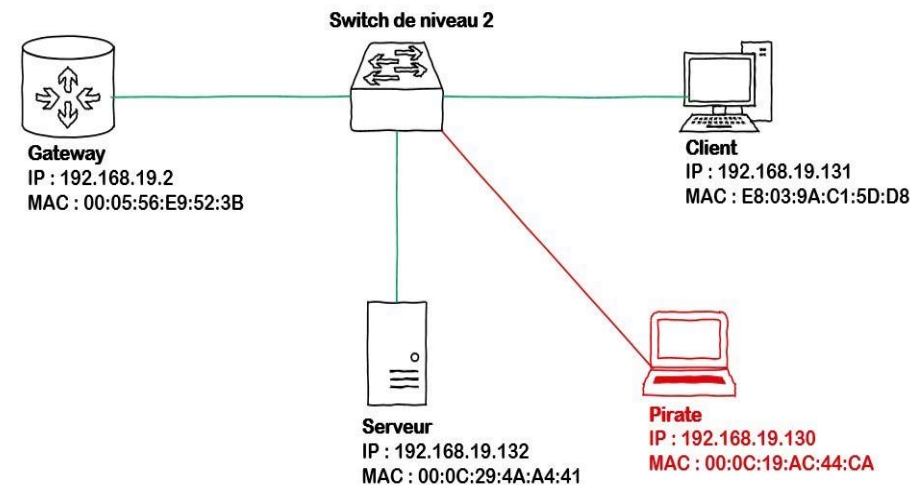 Switch de niveau 2
Gateway
IP : 192.168.19.2
MAC : 00:05:56:E9:52:3B
Client
IP : 192.168.19.131
MAC : E8:03:9A:C1:5D:D8
Serveur
IP : 192.168.19.132
MAC : 00:0C:29:4A:A4:41
Pirate
IP : 192.168.19.130
MAC : 00:0C:19:AC:44:CA